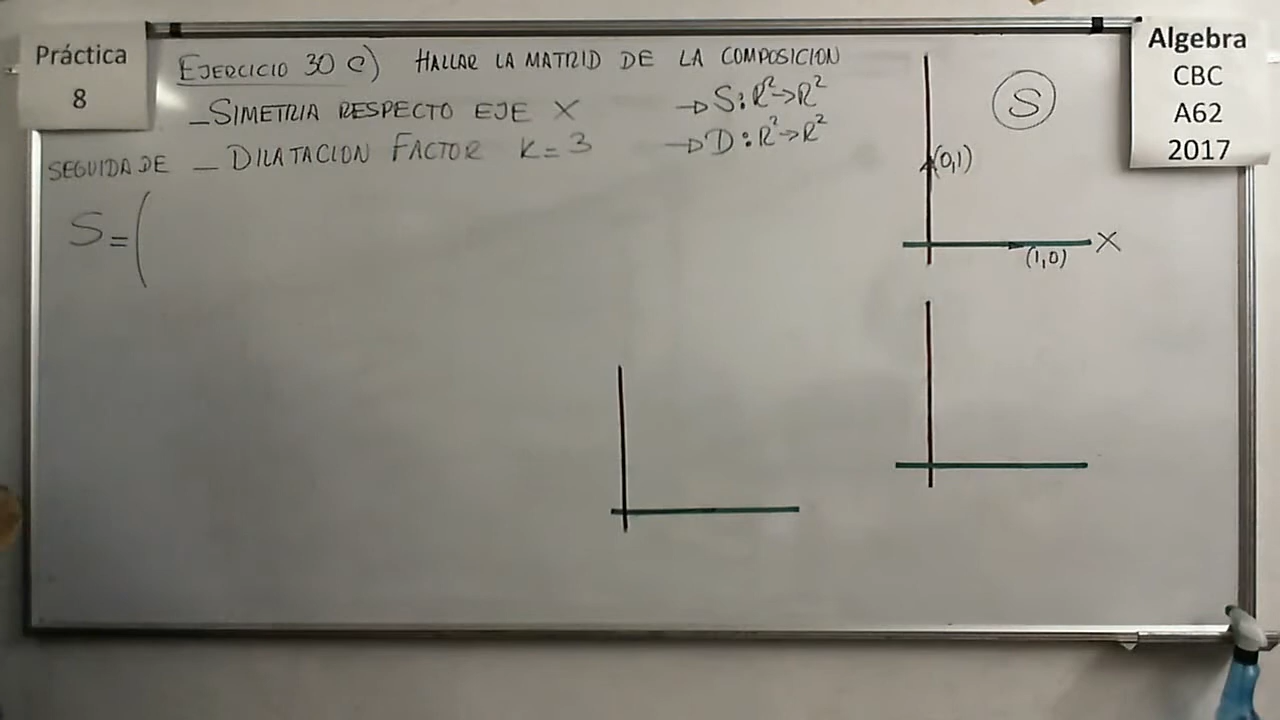 Práctica
8
EJERCICIO 30 C) HALLAR LA MATRID DE LA COMPOSICION
_SIMETRIA RESPECTO EJE X → S:R²→R²
SEGUIDA DE _ DILATACION FACTOR K=3 → D:R²→R²
S=(
S
(0,1)
X
(1,0)
Algebra
CBC
A62
2017